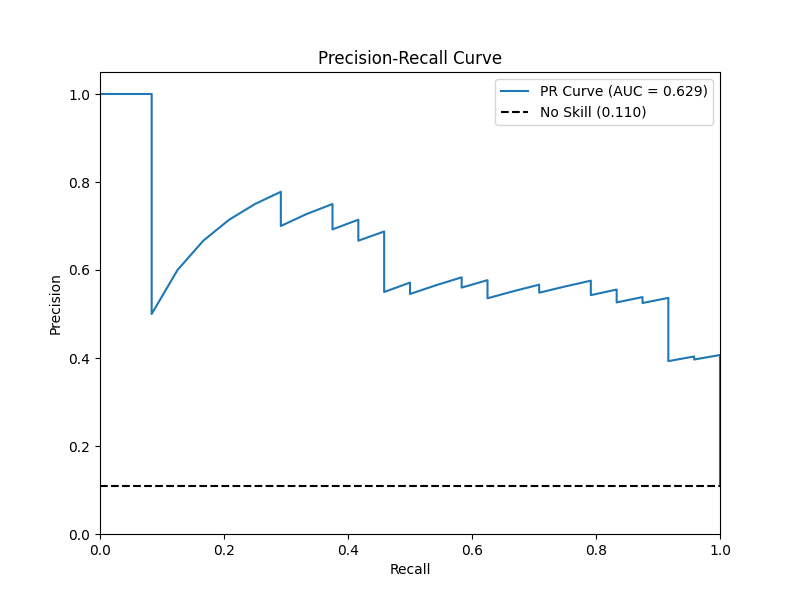 Precision-Recall Curve
PR Curve (AUC = 0.629)
No Skill (0.110)
Precision
1.0
0.8
0.6
0.4
0.2
0.0
0.0 0.2 0.4 0.6 0.8 1.0
Recall